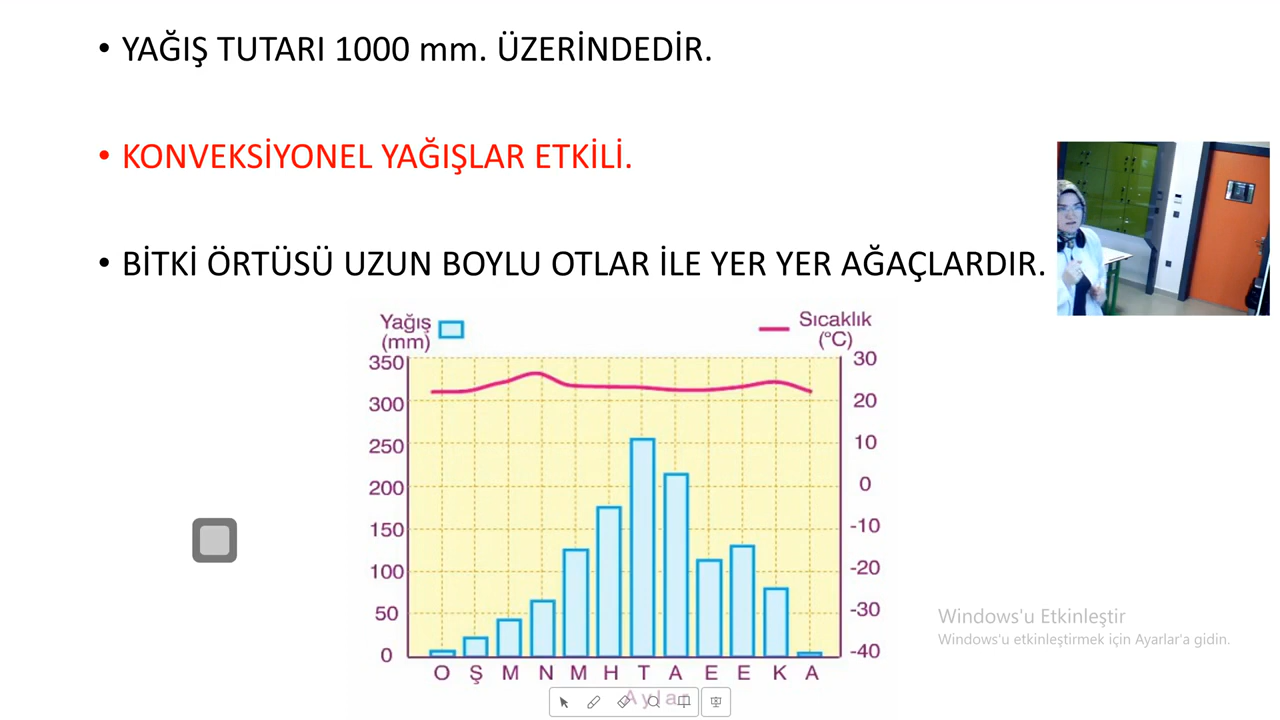 • YAĞIŞ TUTARI 1000 mm. ÜZERİNDEDİR.
• KONVEKSİYONEL YAĞIŞLAR ETKİLİ.
• BİTKİ ÖRTÜSÜ UZUN BOYLU OTLAR İLE YER YER AĞAÇLARDIR.
Yağış
(mm)
Sıcaklık
(°C)
350
300
250
200
150
100
50
0
30
20
10
0
-10
-20
-30
-40
O Ş M N M H T A E E K A
Aylar
Windows'u Etkinleştir
Windows'u etkinleştirmek için Ayarlar'a gidin.